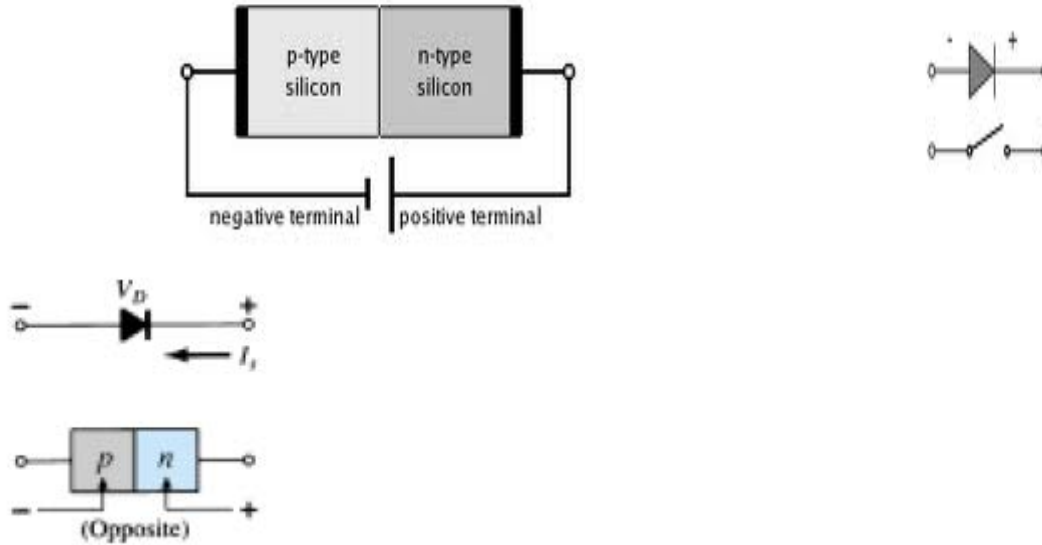 p-type
silicon
n-type
silicon
negative terminal
positive terminal
- +
V_D
− +
I_s
p n
− +
(Opposite)